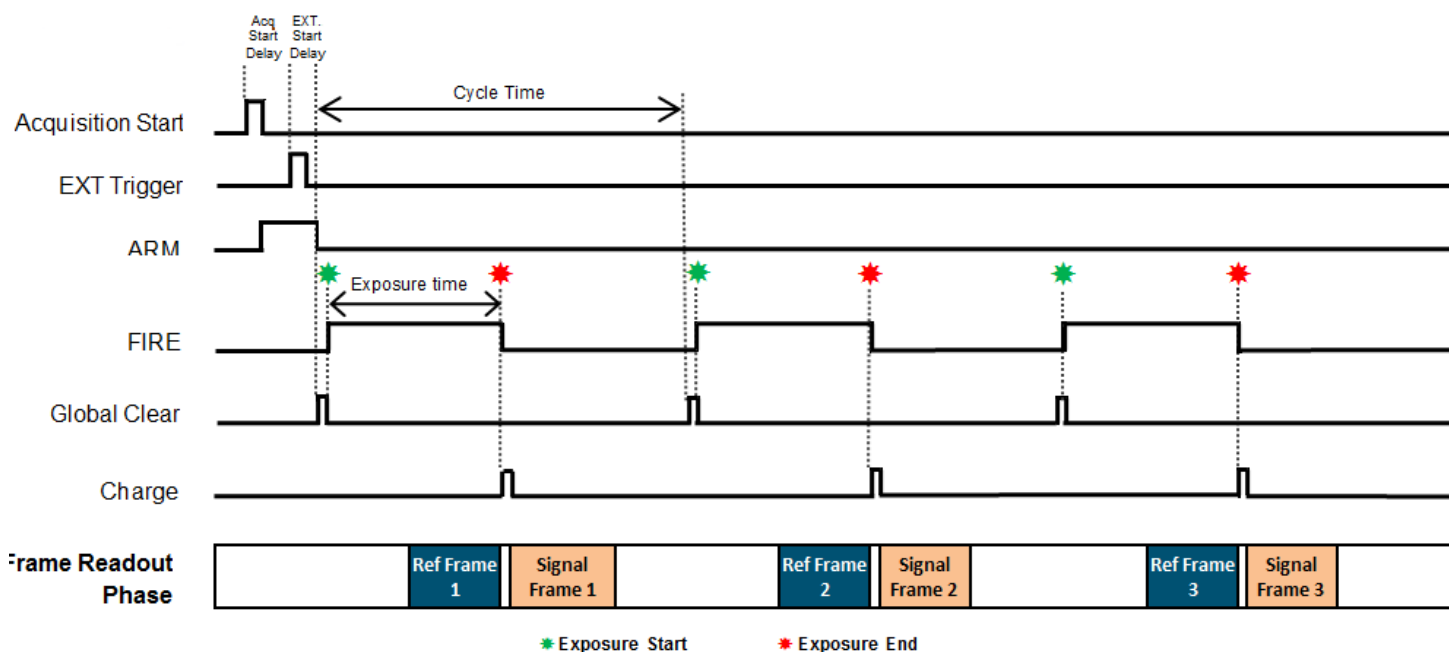 Acq Start Delay
EXT. Start Delay
Cycle Time
Acquisition Start
EXT Trigger
ARM
Exposure time
FIRE
Global Clear
Charge
Frame Readout Phase
Ref Frame 1
Signal Frame 1
Ref Frame 2
Signal Frame 2
Ref Frame 3
Signal Frame 3
Exposure Start
Exposure End